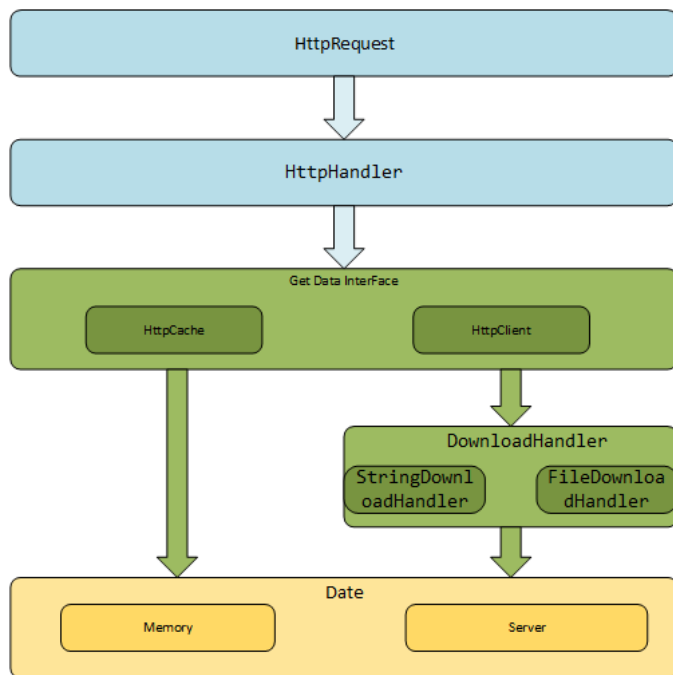 HttpRequest
HttpHandler
Get Data InterFace
HttpCache
HttpClient
DownloadHandler
StringDownl
oadHandler
FileDownloa
dHandler
Date
Memory
Server